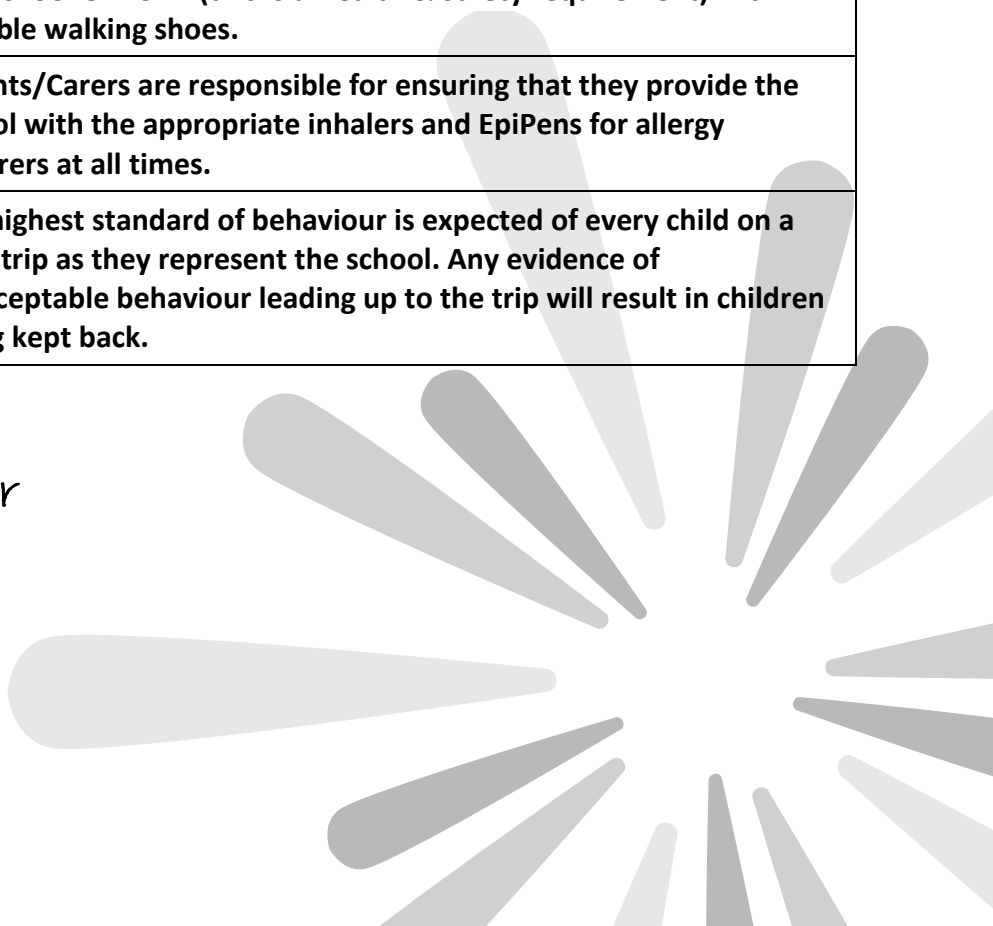 ble walking shoes.
nts/Carers are responsible for ensuring that they provide the
ol with the appropriate inhalers and EpiPens for allergy
rers at all times.
ighest standard of behaviour is expected of every child on a
trip as they represent the school. Any evidence of
ceptable behaviour leading up to the trip will result in children
g kept back.
r